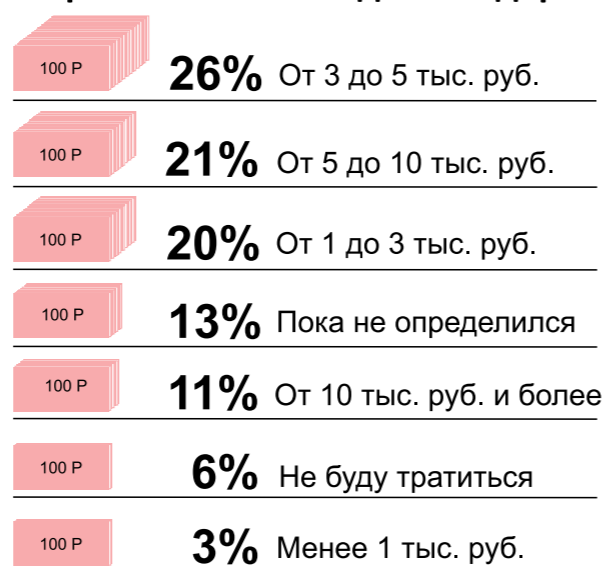 100 Р 26% От 3 до 5 тыс. руб.
100 Р 21% От 5 до 10 тыс. руб.
100 Р 20% От 1 до 3 тыс. руб.
100 Р 13% Пока не определился
100 Р 11% От 10 тыс. руб. и более
100 Р 6% Не буду тратиться
100 Р 3% Менее 1 тыс. руб.